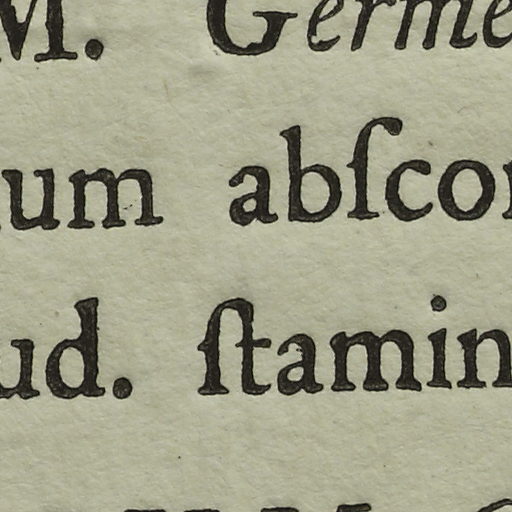 M. Germe
um abſcon
ud. ſtamin